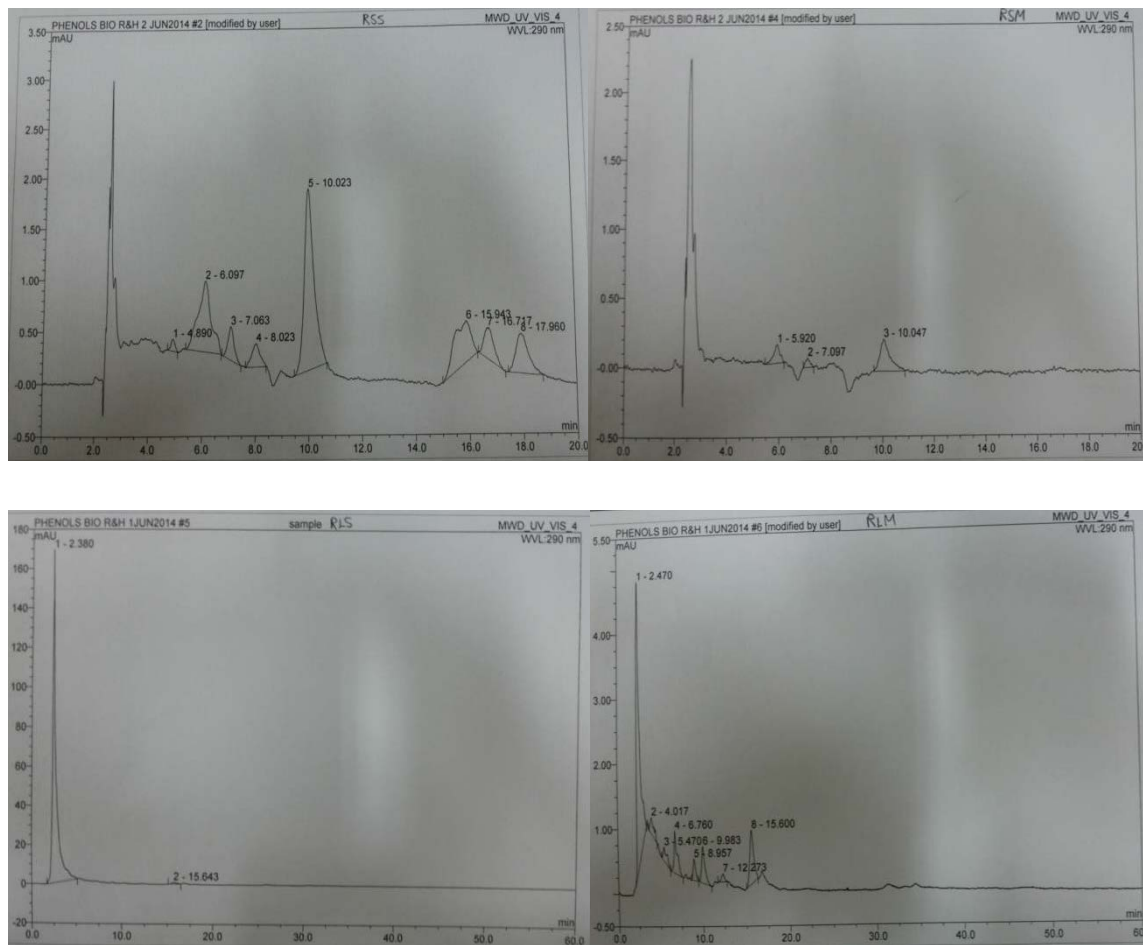 PHENOLS BIO R&H 2 JUN2014 #2 [modified by user] RSS MWD_UV_VIS_4
3.50 mAU WVL:290 nm
3.00
2.50
2.00
5 - 10.023
1.50
2 - 6.097
1.00
3 - 7.063 6 - 15.943
0.50 1 - 4.890 7 - 16.717
4 - 8.023 8 - 17.960
-0.00
min
-0.50
0.0 2.0 4.0 6.0 8.0 10.0 12.0 14.0 16.0 18.0 20.0
PHENOLS BIO R&H 2 JUN2014 #4 [modified by user] RSM MWD_UV_VIS_4
2.50 mAU WVL:290 nm
2.00
1.00
0.50
1 - 5.920 3 - 10.047
2 - 7.097
-0.00
min
-0.50
0.0 2.0 4.0 6.0 8.0 10.0 12.0 14.0 16.0 18.0 20
PHENOLS BIO R&H 1JUN2014 #5 sample RLS MWD_UV_VIS_4
180 mAU WVL:290 nm
1 - 2.380
160
140
120
100
80
60
40
20
2 - 15.643
0
min
-20
0.0 10.0 20.0 30.0 40.0 50.0 60.0
PHENOLS BIO R&H 1JUN2014 #6 [modified by user] RLM MWD_UV_VIS_4
5.50 mAU WVL:290 nm
1 - 2.470
4.00
3.00
2.00
2 - 4.017 4 - 6.760 8 - 15.600
1.00
3 - 5.470 6 - 9.983
5 - 8.957
7 - 12.273
min
-0.50
0.0 10.0 20.0 30.0 40.0 50.0 60